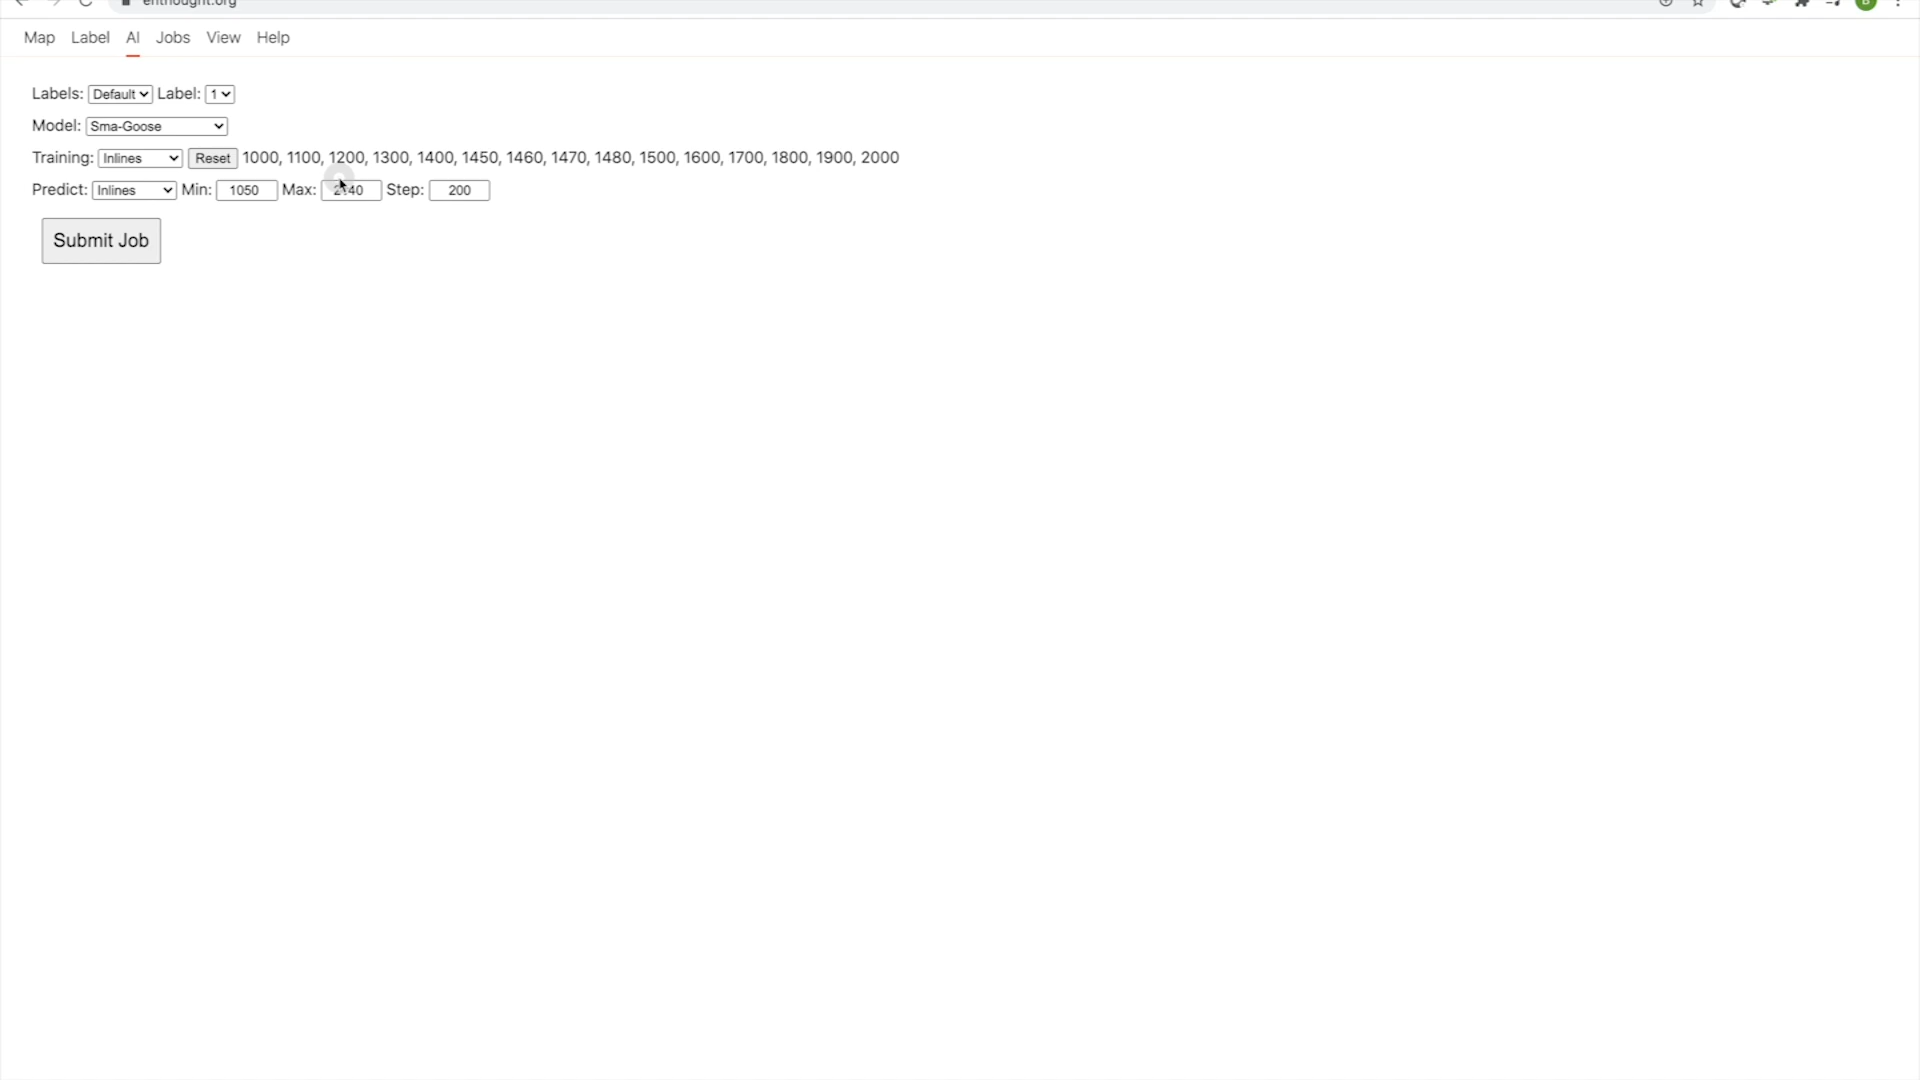 enthought.org
Map Label AI Jobs View Help
Labels: Default Label: 1
Model: Sma-Goose
Training: Inlines Reset 1000, 1100, 1200, 1300, 1400, 1450, 1460, 1470, 1480, 1500, 1600, 1700, 1800, 1900, 2000
Predict: Inlines Min: 1050 Max: Step: 200
Submit Job